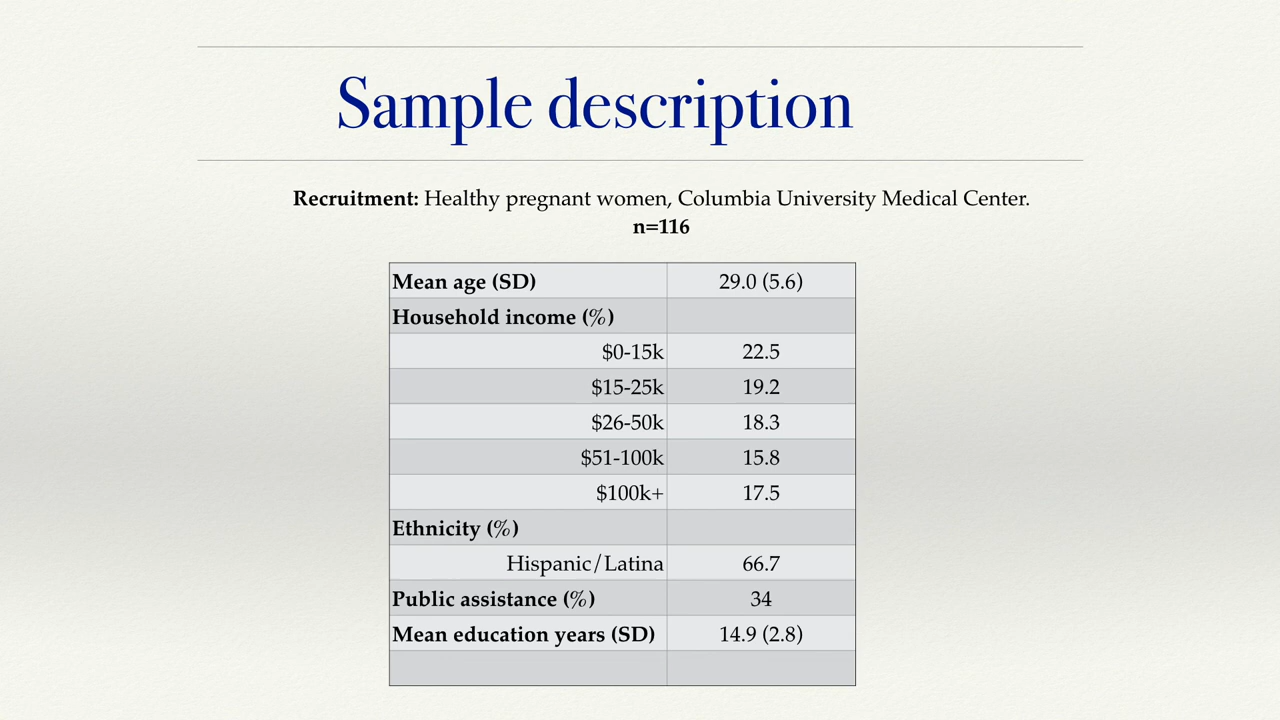 Sample description
Recruitment: Healthy pregnant women, Columbia University Medical Center.
n=116
Mean age (SD) 29.0 (5.6)
Household income (%)
$0-15k 22.5
$15-25k 19.2
$26-50k 18.3
$51-100k 15.8
$100k+ 17.5
Ethnicity (%)
Hispanic/Latina 66.7
Public assistance (%) 34
Mean education years (SD) 14.9 (2.8)